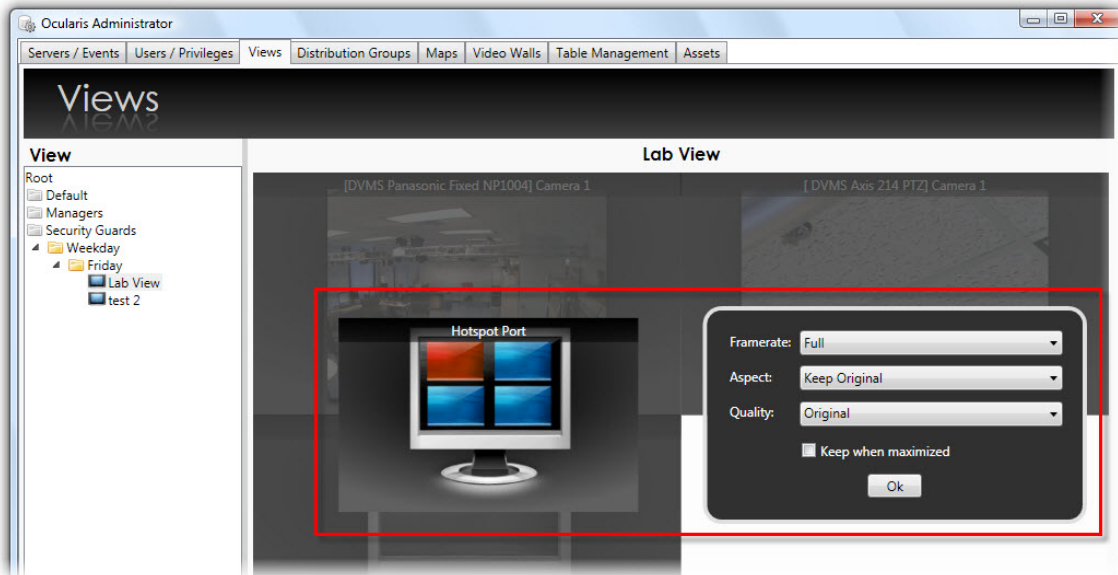 Ocularis Administrator
Servers / Events Users / Privileges Views Distribution Groups Maps Video Walls Table Management Assets
Views
View
Root
Default
Managers
Security Guards
Weekday
Friday
Lab View
test 2
Lab View
[DVMS Panasonic Fixed NP1004] Camera 1
[ DVMS Axis 214 PTZ] Camera 1
Hotspot Port
Framerate: Full
Aspect: Keep Original
Quality: Original
Keep when maximized
Ok